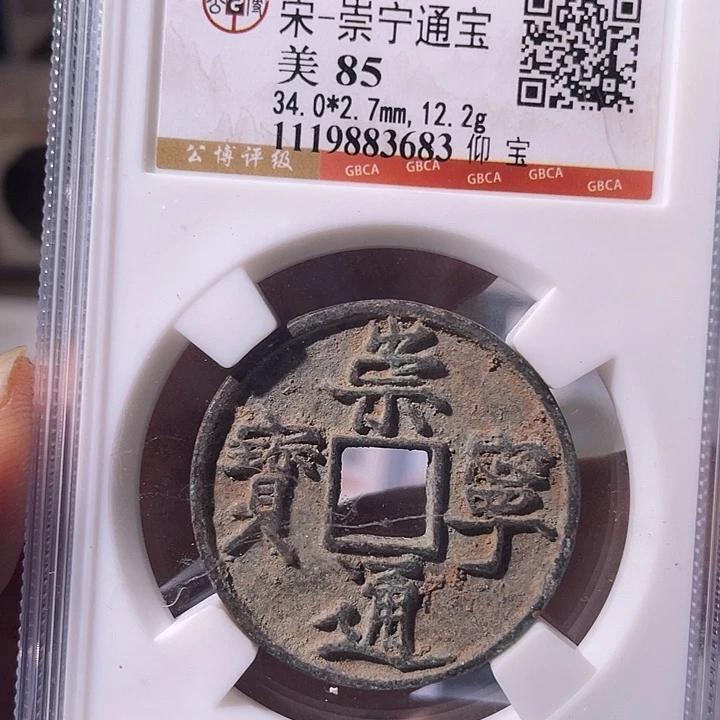 宋-崇宁通宝
美 85
34.0*2.7mm, 12.2g
1119883683 仰 宝
公博评级
GBCA GBCA GBCA GBCA GBCA
崇
寶 寧
通